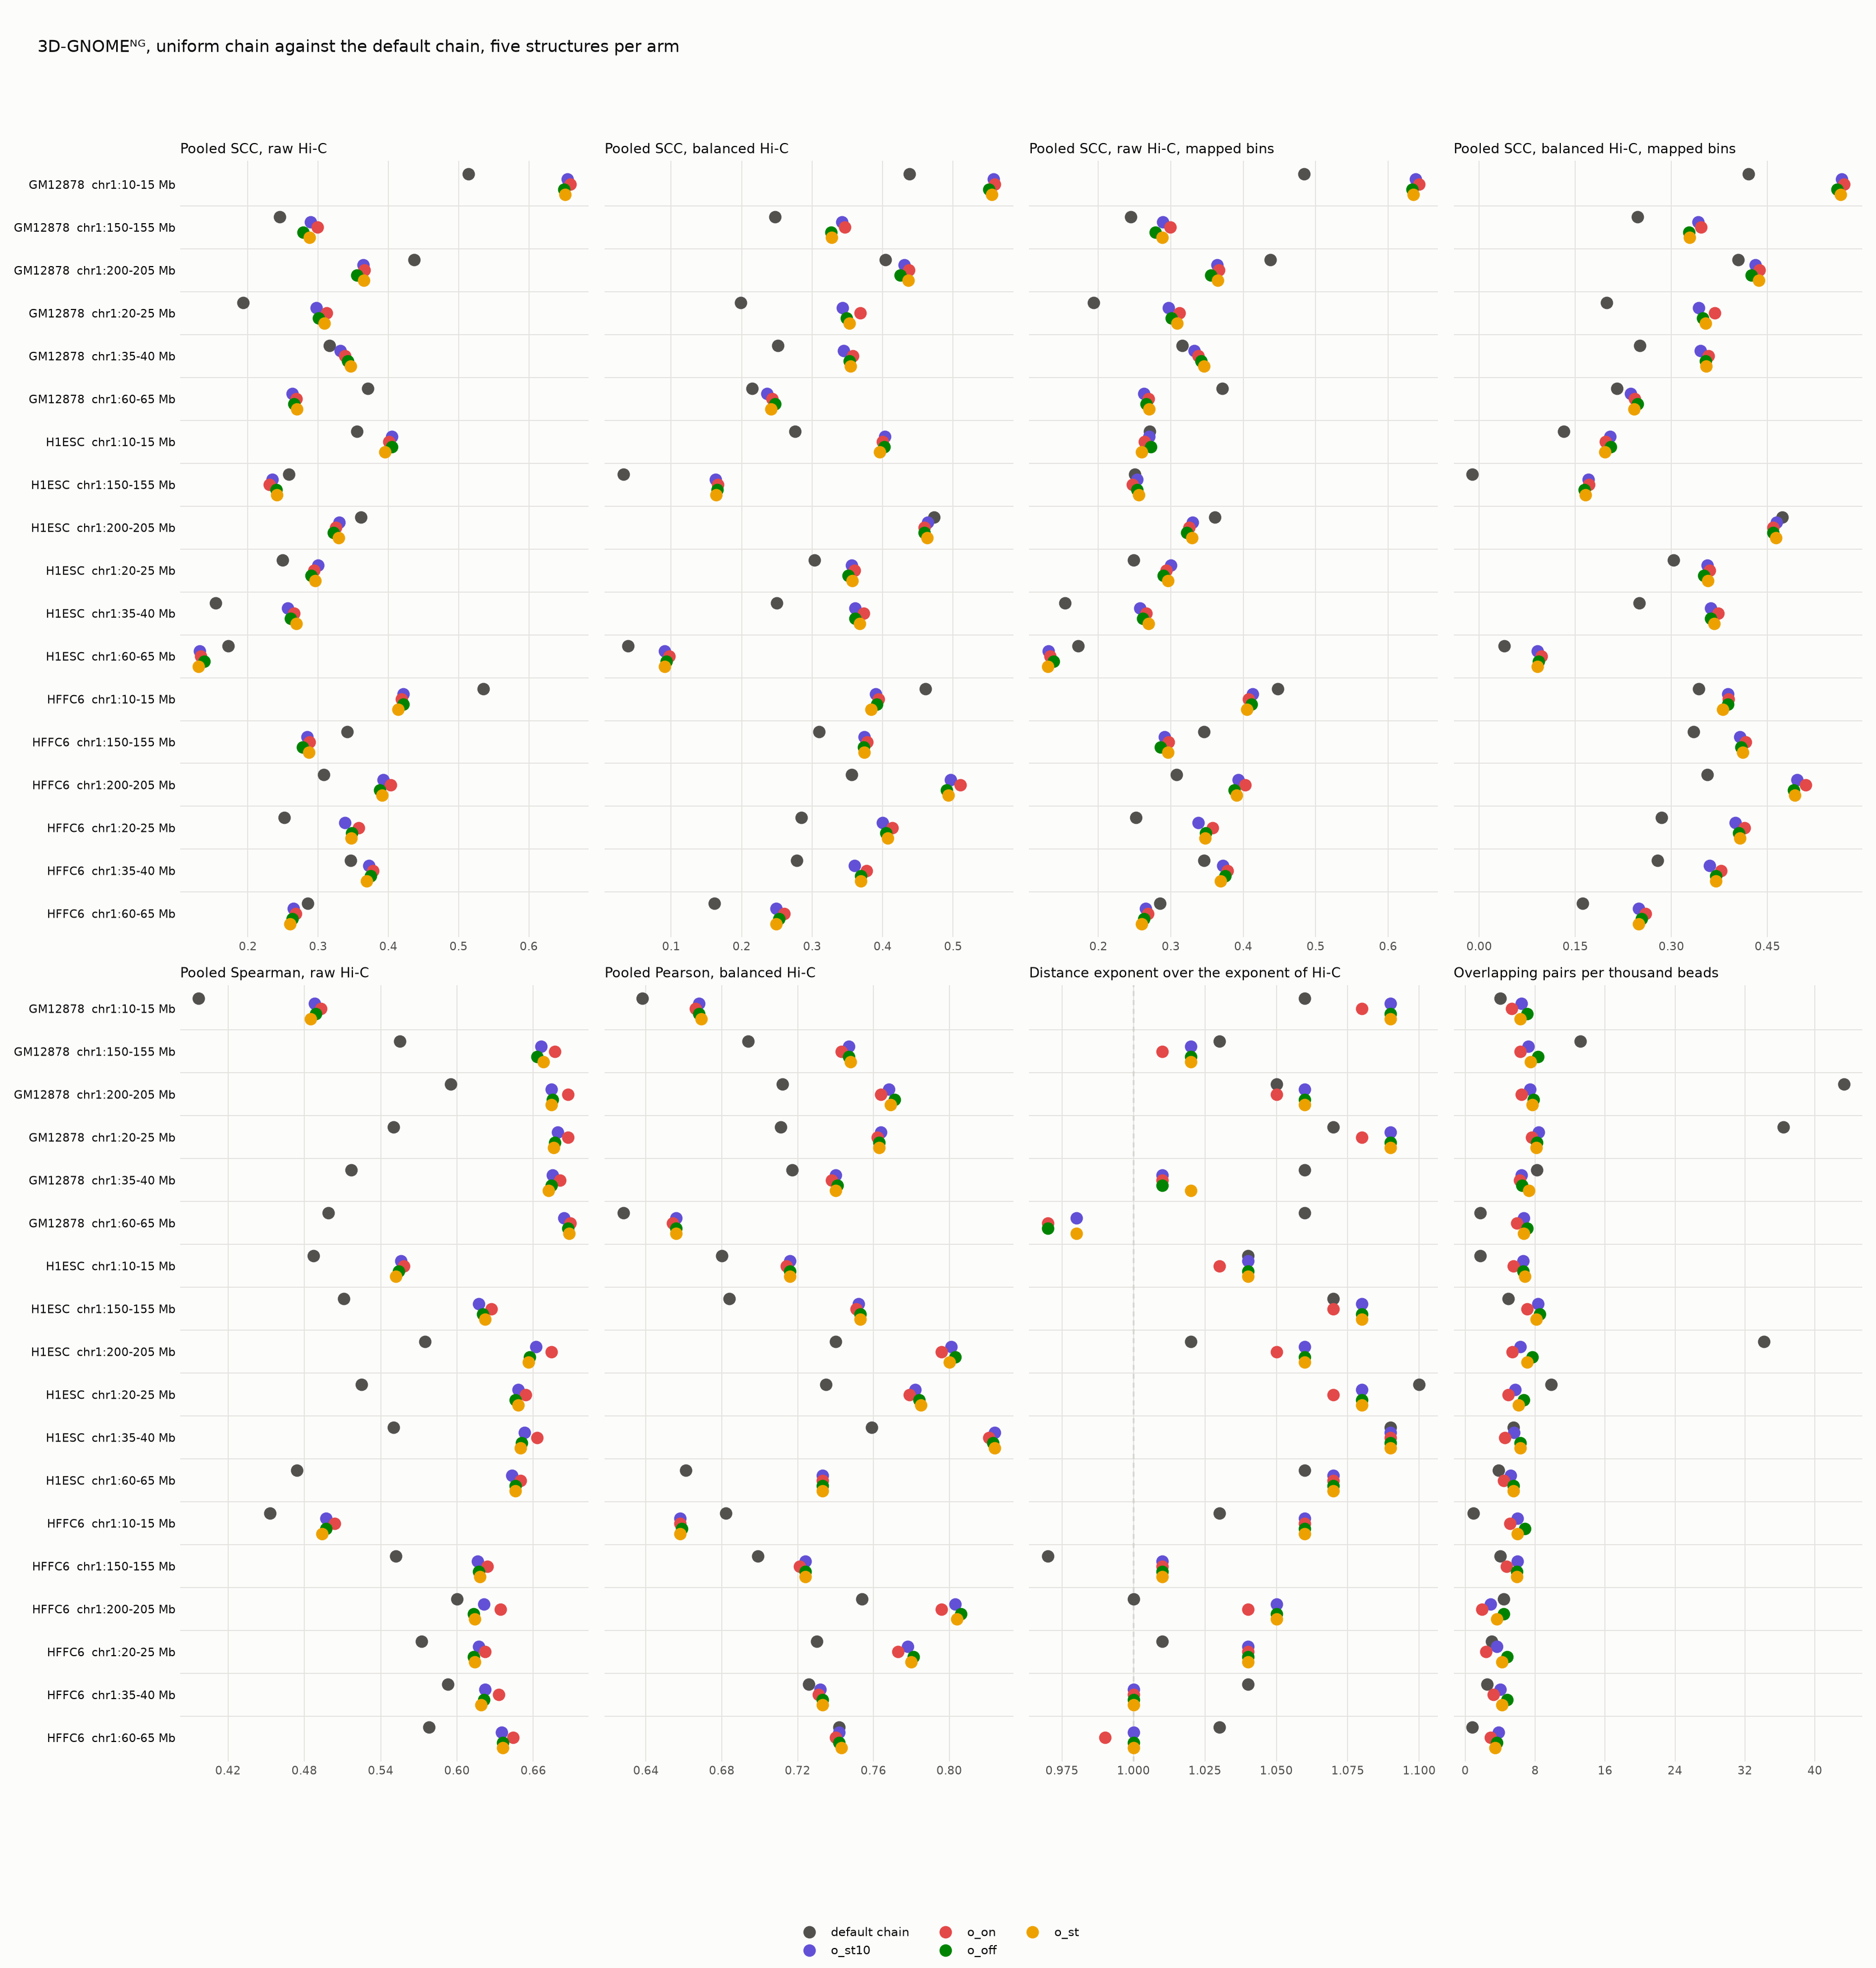 3D-GNOMEᴺᴳ, uniform chain against the default chain, five structures per arm
Pooled SCC, raw Hi-C
Pooled SCC, balanced Hi-C
Pooled SCC, raw Hi-C, mapped bins
Pooled SCC, balanced Hi-C, mapped bins
GM12878 chr1:10-15 Mb
GM12878 chr1:150-155 Mb
GM12878 chr1:200-205 Mb
GM12878 chr1:20-25 Mb
GM12878 chr1:35-40 Mb
GM12878 chr1:60-65 Mb
H1ESC chr1:10-15 Mb
H1ESC chr1:150-155 Mb
H1ESC chr1:200-205 Mb
H1ESC chr1:20-25 Mb
H1ESC chr1:35-40 Mb
H1ESC chr1:60-65 Mb
HFFC6 chr1:10-15 Mb
HFFC6 chr1:150-155 Mb
HFFC6 chr1:200-205 Mb
HFFC6 chr1:20-25 Mb
HFFC6 chr1:35-40 Mb
HFFC6 chr1:60-65 Mb
0.2 0.3 0.4 0.5 0.6
0.1 0.2 0.3 0.4 0.5
0.2 0.3 0.4 0.5 0.6
0.00 0.15 0.30 0.45
Pooled Spearman, raw Hi-C
Pooled Pearson, balanced Hi-C
Distance exponent over the exponent of Hi-C
Overlapping pairs per thousand beads
GM12878 chr1:10-15 Mb
GM12878 chr1:150-155 Mb
GM12878 chr1:200-205 Mb
GM12878 chr1:20-25 Mb
GM12878 chr1:35-40 Mb
GM12878 chr1:60-65 Mb
H1ESC chr1:10-15 Mb
H1ESC chr1:150-155 Mb
H1ESC chr1:200-205 Mb
H1ESC chr1:20-25 Mb
H1ESC chr1:35-40 Mb
H1ESC chr1:60-65 Mb
HFFC6 chr1:10-15 Mb
HFFC6 chr1:150-155 Mb
HFFC6 chr1:200-205 Mb
HFFC6 chr1:20-25 Mb
HFFC6 chr1:35-40 Mb
HFFC6 chr1:60-65 Mb
0.42 0.48 0.54 0.60 0.66
0.64 0.68 0.72 0.76 0.80
0.975 1.000 1.025 1.050 1.075 1.100
0 8 16 24 32 40
default chain
o_on
o_st
o_st10
o_off